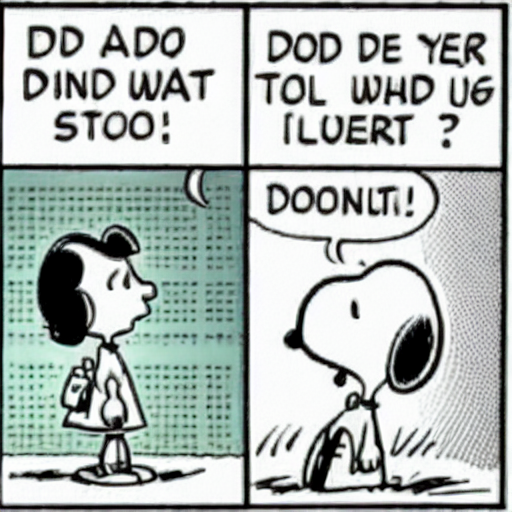 DD ADO
DIND WAT
STOO!
DOD DE YER
TOL WHD UG
ILUERT ?
DOONLTI!